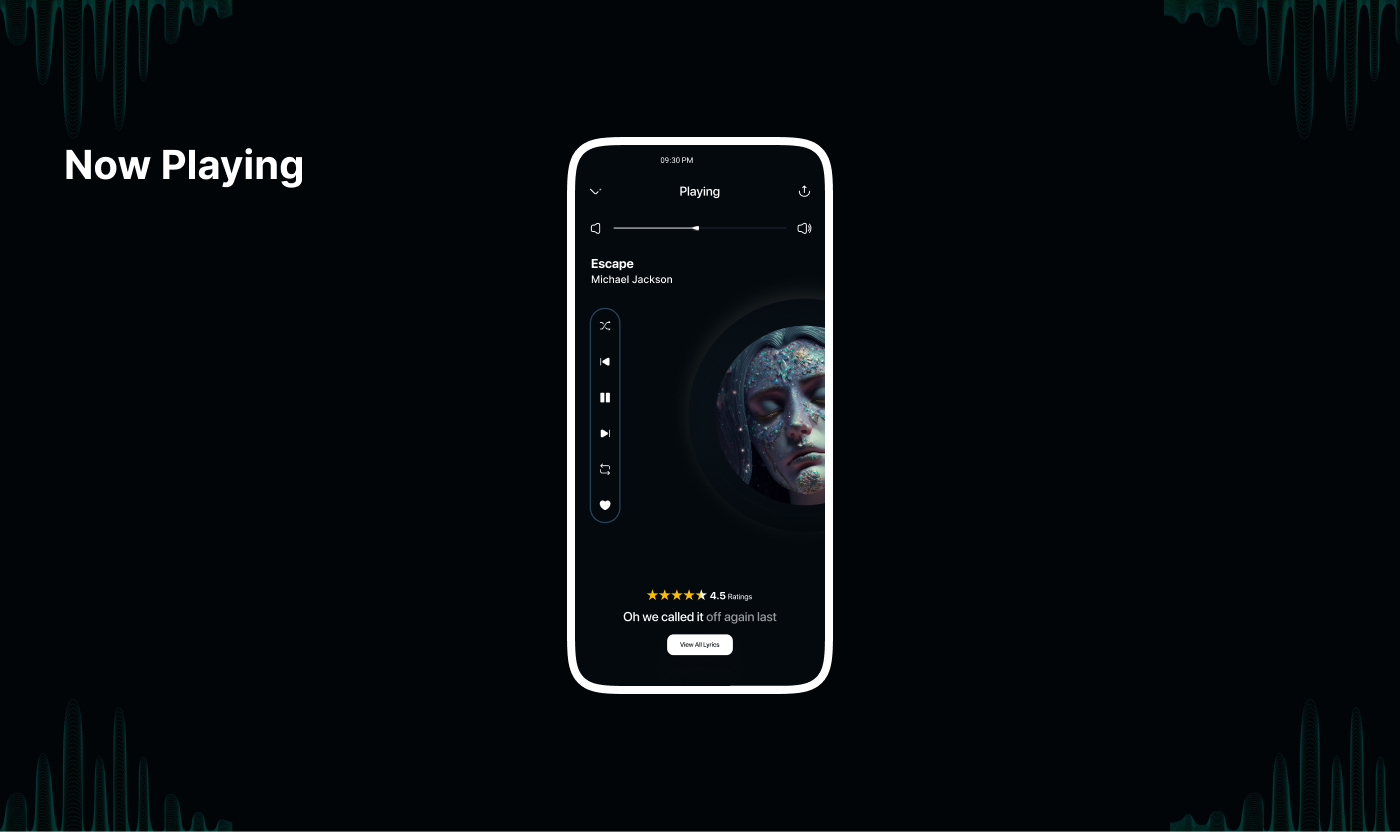 Now Playing
09:30 PM
Playing
Escape
Michael Jackson
4.5 Ratings
Oh we called it off again last
View All Lyrics